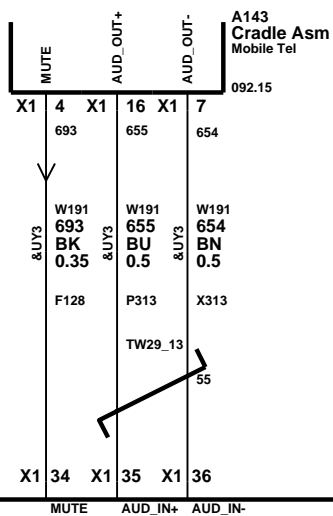 A143
Cradle Asm
Mobile Tel
092.15
MUTE
AUD_OUT+
AUD_OUT-
X1 4 X1 16 X1 7
693 655 654
&UY3 &UY3 &UY3
W191 W191 W191
693 655 654
BK BU BN
0.35 0.5 0.5
F128 P313 X313
TW29_13
55
X1 34 X1 35 X1 36
MUTE AUD_IN+ AUD_IN-